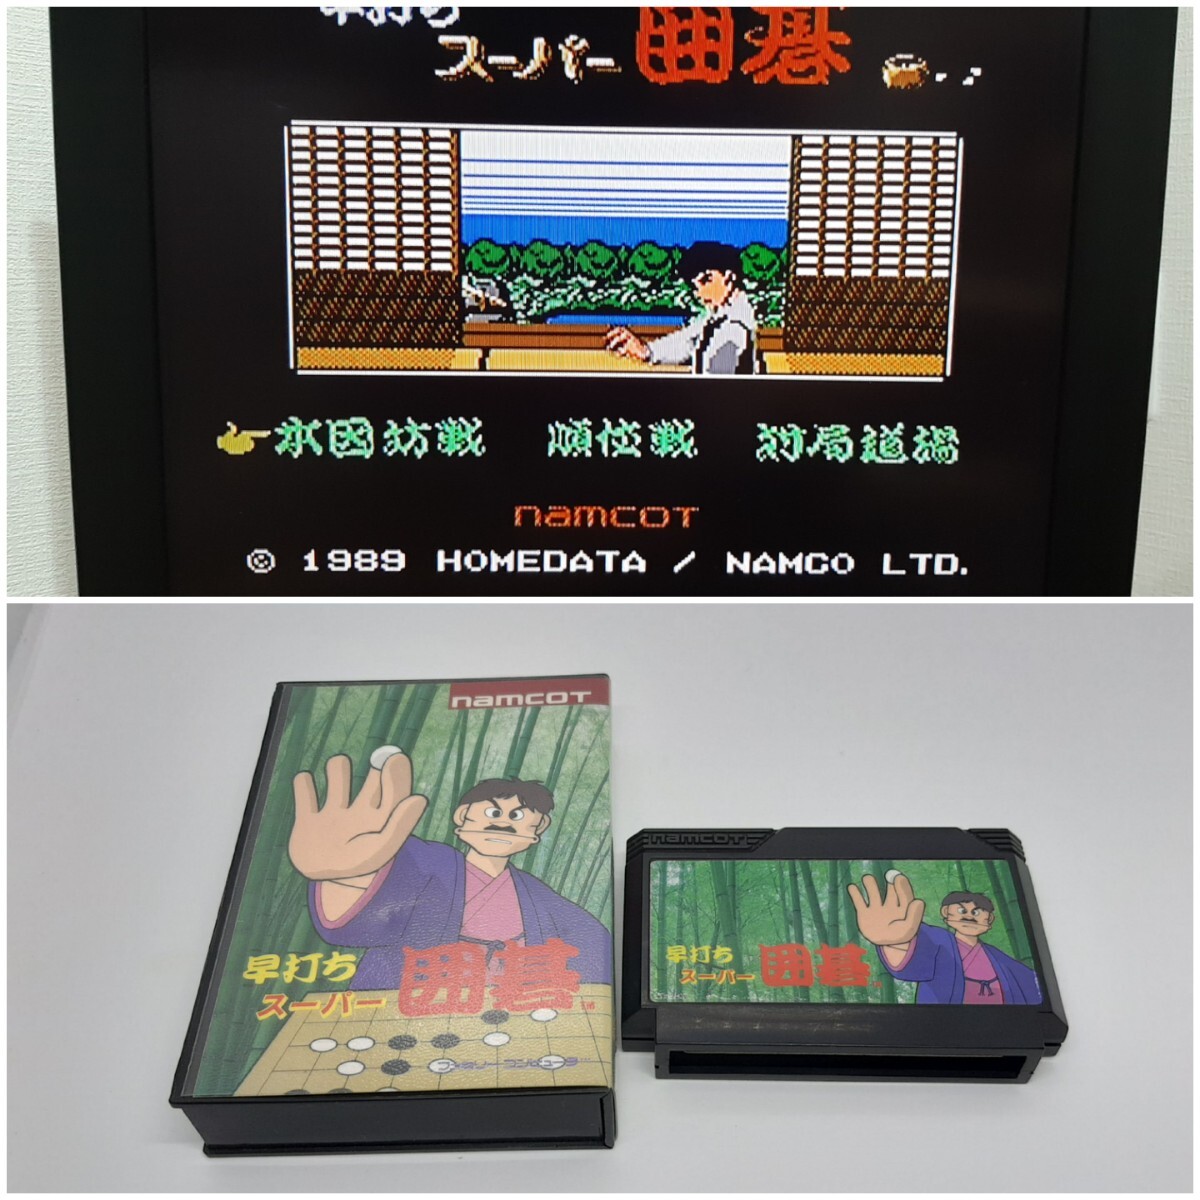 早打ち
スーパー 囲碁
本因坊戦 順位戦 対局道場
namcoT
© 1989 HOMEDATA / NAMCO LTD.
namcoT
早打ち
スーパー 囲碁 TM
ファミリーコンピュータ
namcoT
早打ち
スーパー 囲碁